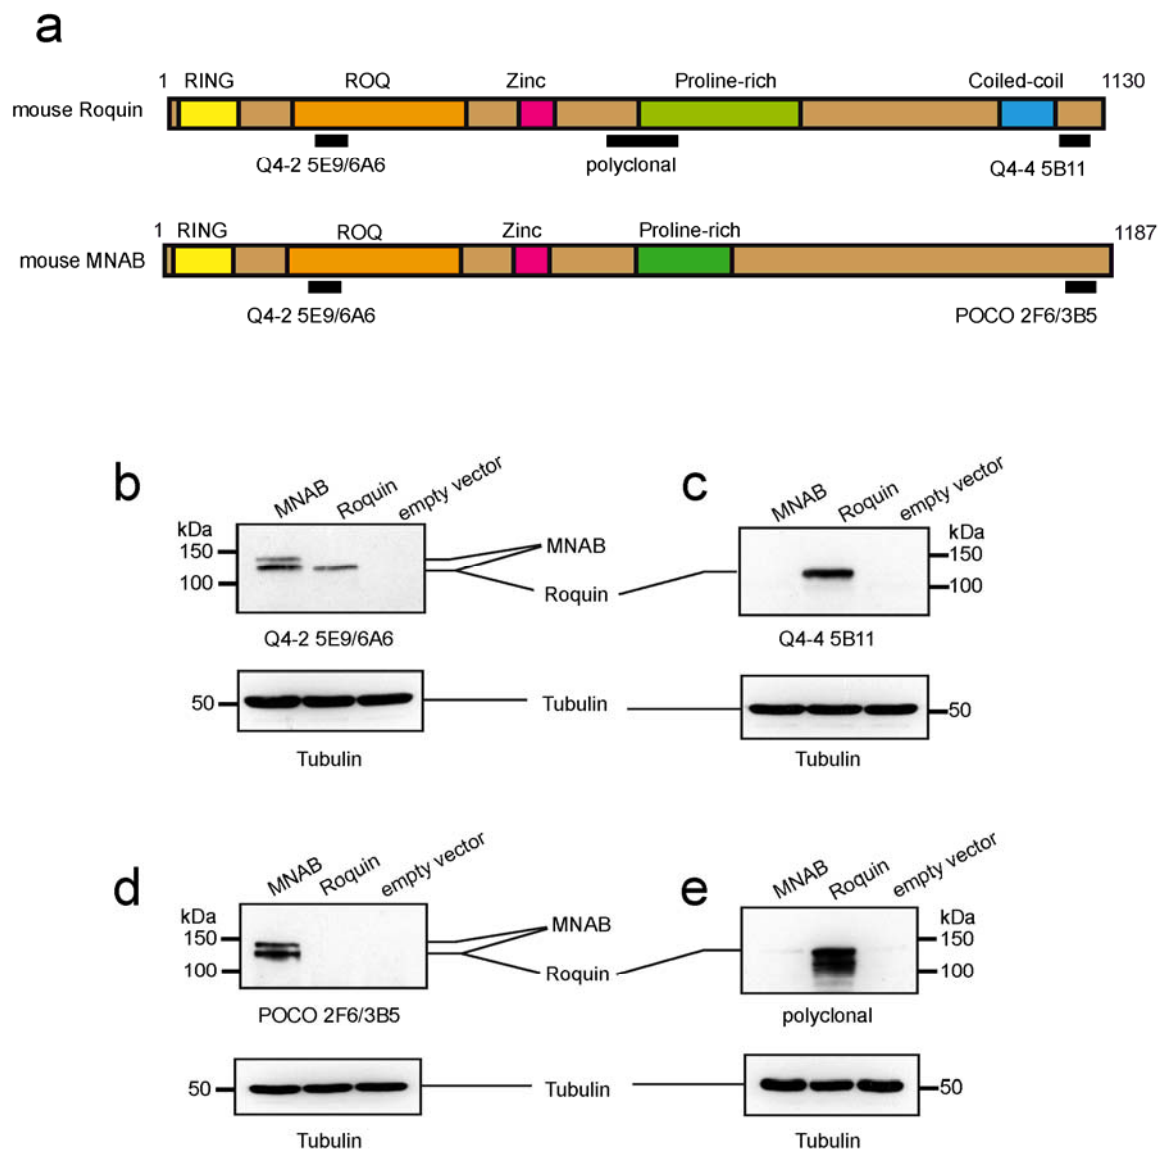 a
1 RING ROQ Zinc Proline-rich Coiled-coil 1130
mouse Roquin
Q4-2 5E9/6A6 polyclonal Q4-4 5B11
1 RING ROQ Zinc Proline-rich 1187
mouse MNAB
Q4-2 5E9/6A6 POCO 2F6/3B5
b
MNAB Roquin empty vector
kDa
150
100
MNAB
Roquin
Q4-2 5E9/6A6
50
Tubulin
Tubulin
c
MNAB Roquin empty vector
kDa
150
100
Q4-4 5B11
50
Tubulin
d
MNAB Roquin empty vector
kDa
150
100
MNAB
Roquin
POCO 2F6/3B5
50
Tubulin
Tubulin
e
MNAB Roquin empty vector
kDa
150
100
polyclonal
50
Tubulin